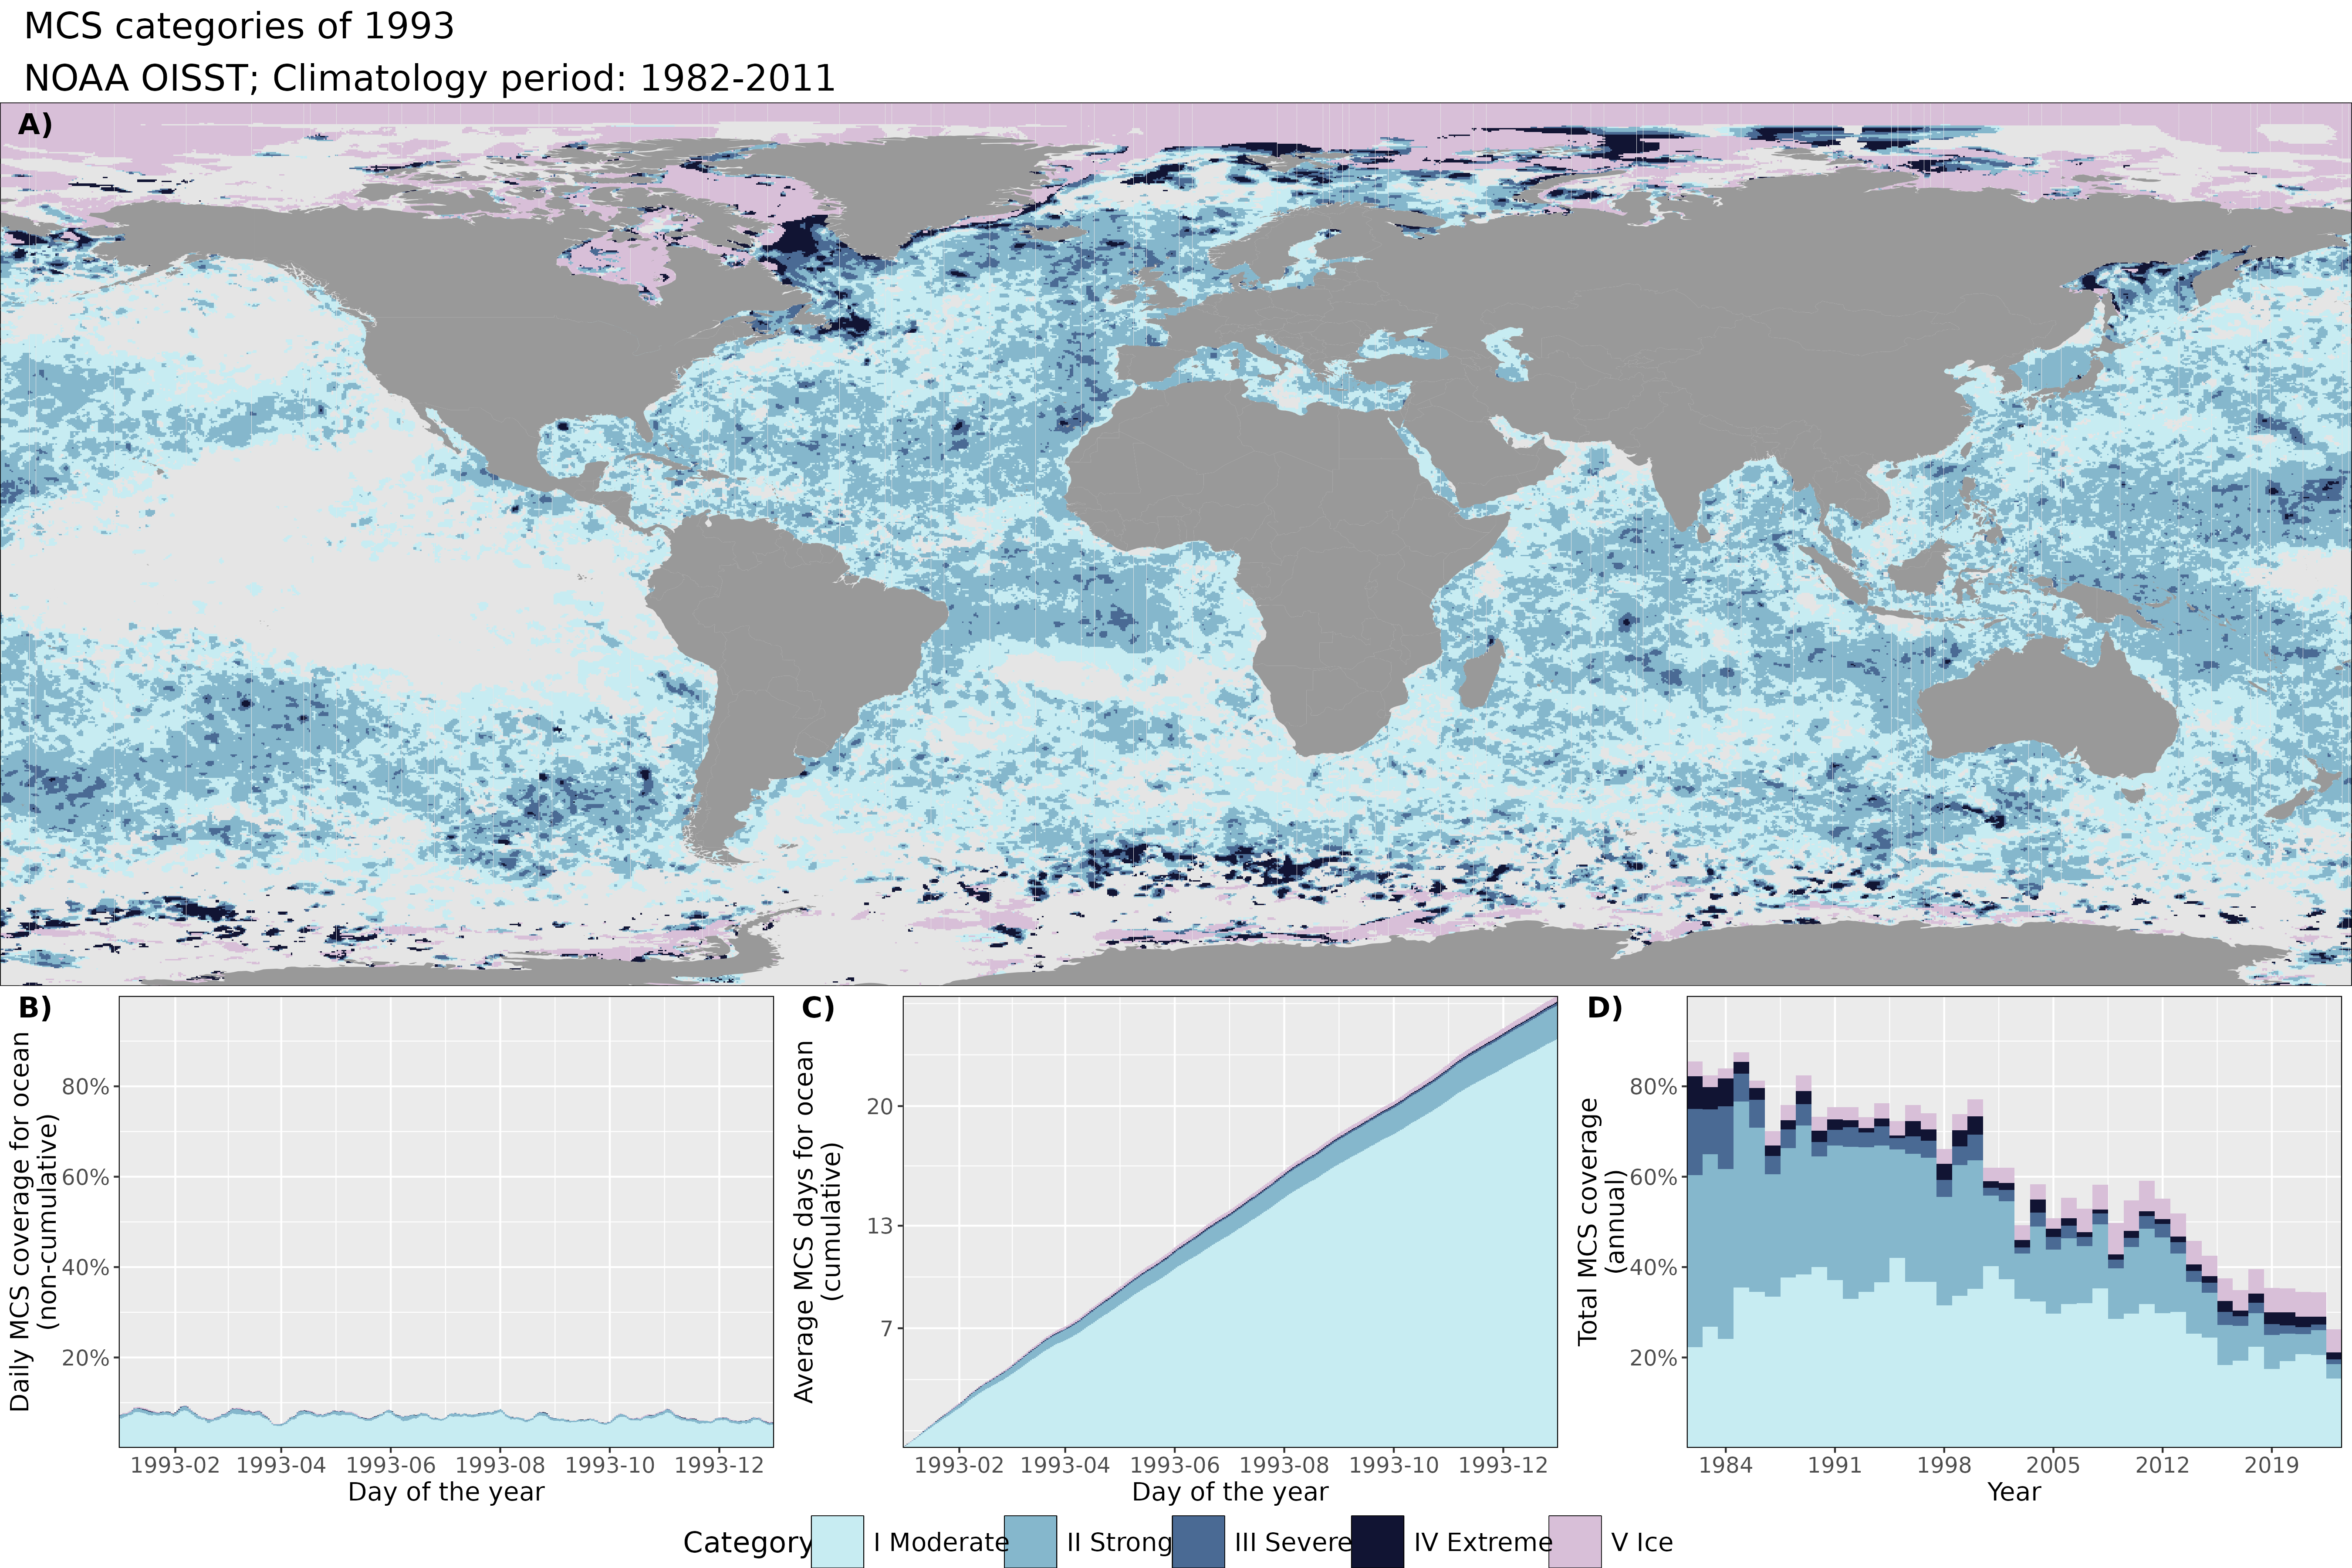 MCS categories of 1993
NOAA OISST; Climatology period: 1982-2011
A)
B)
Daily MCS coverage for ocean
(non-cumulative)
80%
60%
40%
20%
1993-02 1993-04 1993-06 1993-08 1993-10 1993-12
Day of the year
C)
Average MCS days for ocean
(cumulative)
20
13
7
1993-02 1993-04 1993-06 1993-08 1993-10 1993-12
Day of the year
D)
Total MCS coverage
(annual)
80%
60%
40%
20%
1984 1991 1998 2005 2012 2019
Year
Category I Moderate II Strong III Severe IV Extreme V Ice